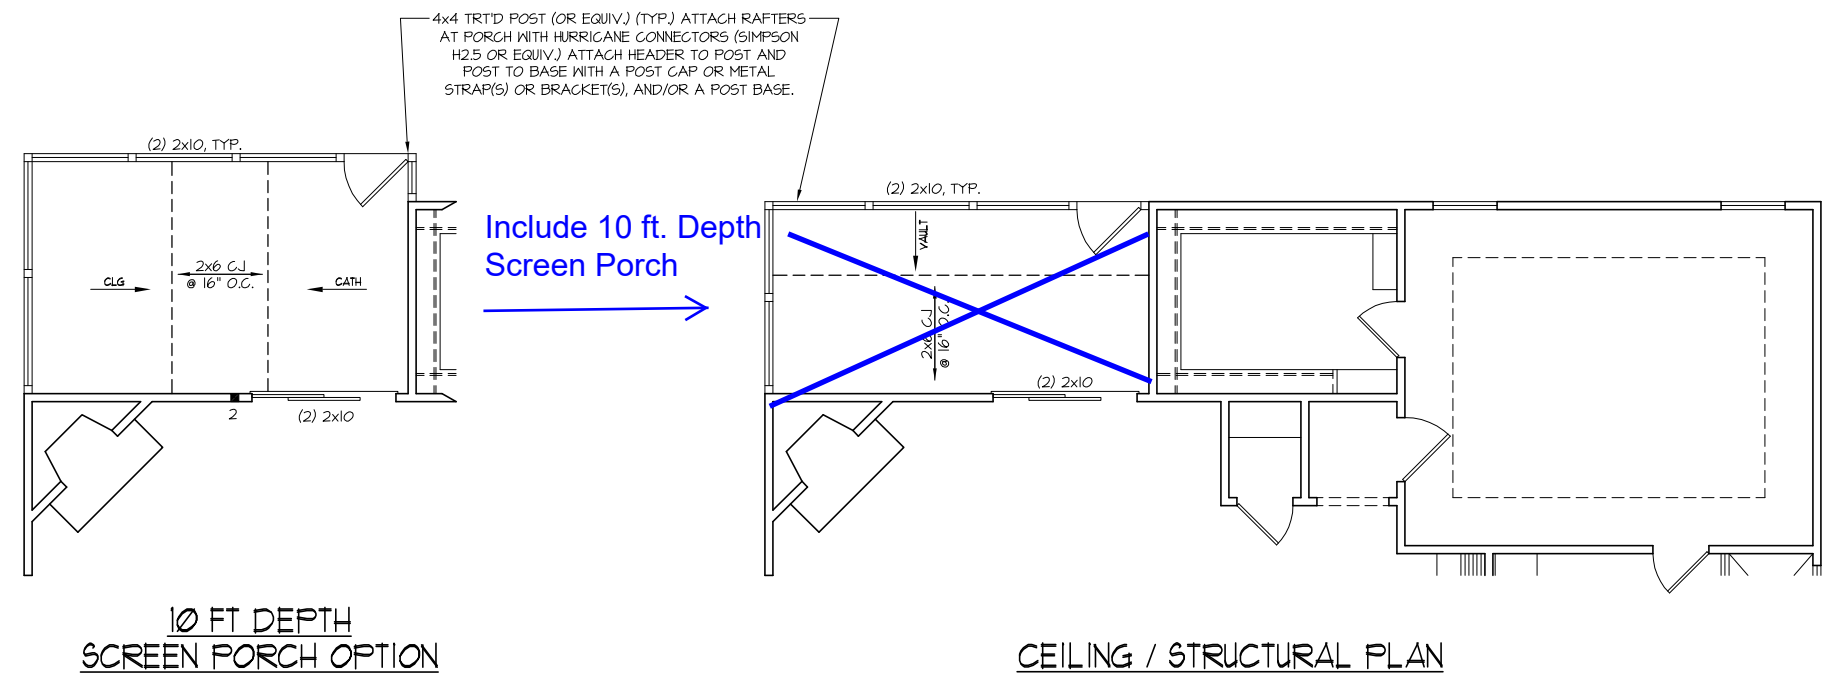 4x4 TRT'D POST (OR EQUIV.) (TYP.) ATTACH RAFTERS
AT PORCH WITH HURRICANE CONNECTORS (SIMPSON
H2.5 OR EQUIV.) ATTACH HEADER TO POST AND
POST TO BASE WITH A POST CAP OR METAL
STRAP(S) OR BRACKET(S), AND/OR A POST BASE.
(2) 2x10, TYP.
CLG
2x6 CJ
@ 16" O.C.
CATH
2
(2) 2x10
Include 10 ft. Depth
Screen Porch
(2) 2x10, TYP.
VAULT
2x6 CJ
@ 16" O.C.
(2) 2x10
10 FT DEPTH
SCREEN PORCH OPTION
CEILING / STRUCTURAL PLAN